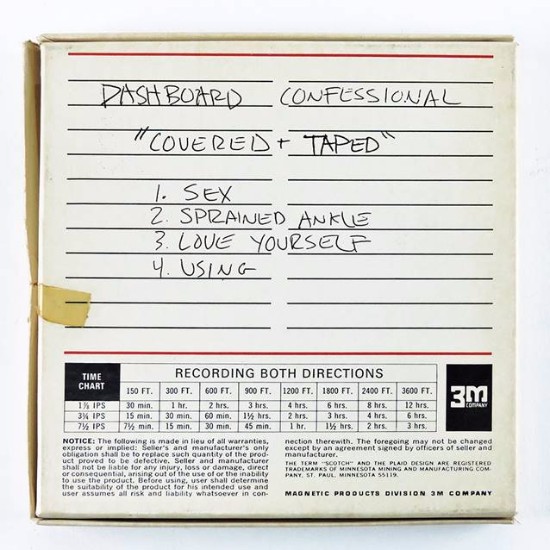 DASHBOARD CONFESSIONAL
"COVERED + TAPED"
1. SEX
2. SPRAINED ANKLE
3. LOVE YOURSELF
4. USING
TIME CHART
RECORDING BOTH DIRECTIONS
150 FT. 300 FT. 600 FT. 900 FT. 1200 FT. 1800 FT. 2400 FT. 3600 FT.
1⅞ IPS 30 min. 1 hr. 2 hrs. 3 hrs. 4 hrs. 6 hrs. 8 hrs. 12 hrs.
3¾ IPS 15 min. 30 min. 60 min. 1½ hrs. 2 hrs. 3 hrs. 4 hrs. 6 hrs.
7½ IPS 7½ min. 15 min. 30 min. 45 min. 1 hr. 1½ hrs. 2 hrs. 3 hrs.
3M
COMPANY
NOTICE: The following is made in lieu of all warranties,
express or implied: Seller's and manufacturer's only
obligation shall be to replace such quantity of the prod-
uct proved to be defective. Seller and manufacturer
shall not be liable for any injury, loss or damage, direct
or consequential, arising out of the use of or the inability
to use the product. Before using, user shall determine
the suitability of the product for his intended use and
user assumes all risk and liability whatsoever in con-
nection therewith. The foregoing may not be changed
except by an agreement signed by officers of seller and
manufacturer.
THE TERM "SCOTCH" AND THE PLAID DESIGN ARE REGISTERED
TRADEMARKS OF MINNESOTA MINING AND MANUFACTURING COM-
PANY, ST. PAUL, MINNESOTA 55119.
MAGNETIC PRODUCTS DIVISION 3M COMPANY